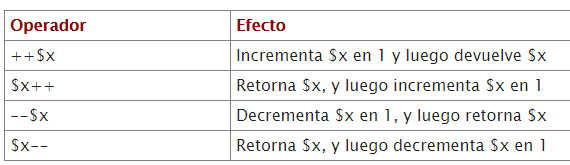 Operador Efecto
++$x Incrementa $x en 1 y luego devuelve $x
$x++ Retorna $x, y luego incrementa $x en 1
--$x Decrementa $x en 1, y luego retorna $x
$x-- Retorna $x, y luego decrementa $x en 1